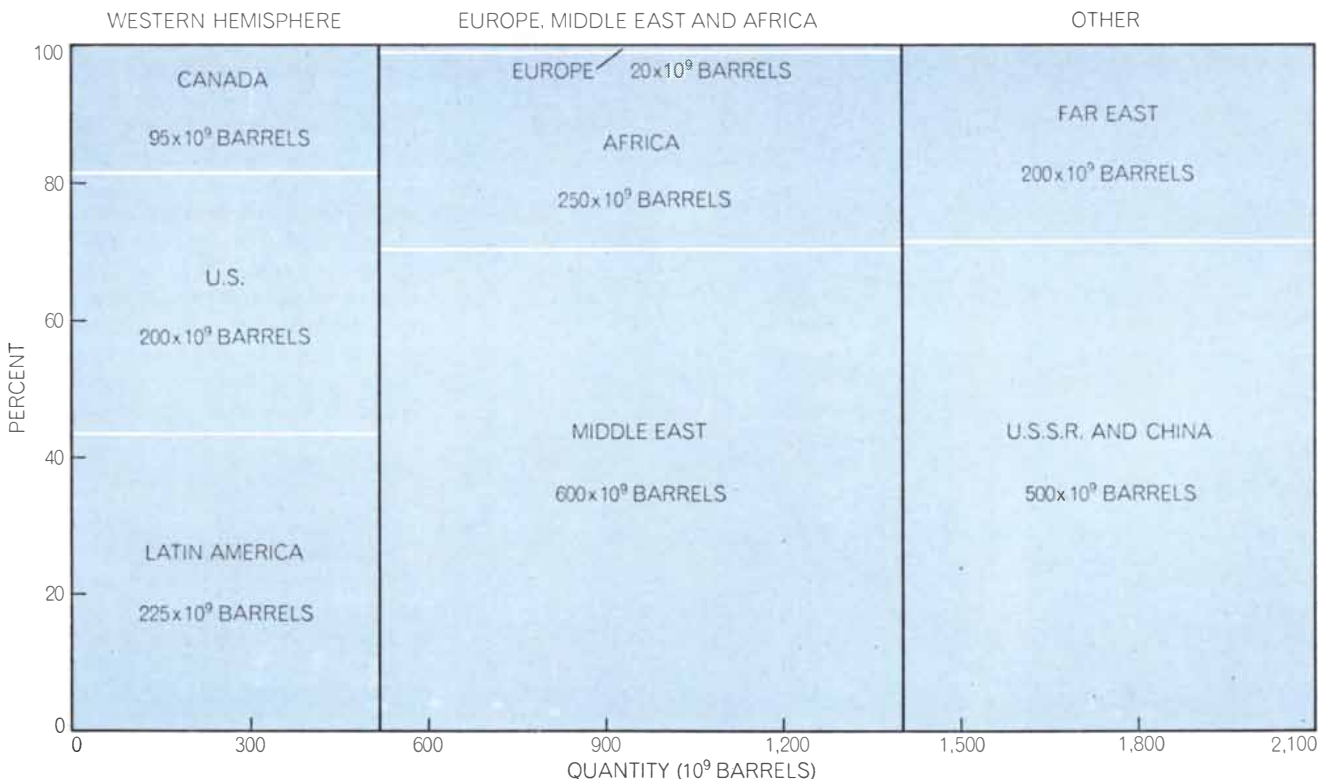 WESTERN HEMISPHERE
EUROPE, MIDDLE EAST AND AFRICA
OTHER
100
80
60
40
20
0
PERCENT
CANADA
95x10⁹ BARRELS
U.S.
200x10⁹ BARRELS
LATIN AMERICA
225x10⁹ BARRELS
EUROPE 20x10⁹ BARRELS
AFRICA
250x10⁹ BARRELS
MIDDLE EAST
600x10⁹ BARRELS
FAR EAST
200x10⁹ BARRELS
U.S.S.R. AND CHINA
500x10⁹ BARRELS
0 300 600 900 1,200 1,500 1,800 2,100
QUANTITY (10⁹ BARRELS)